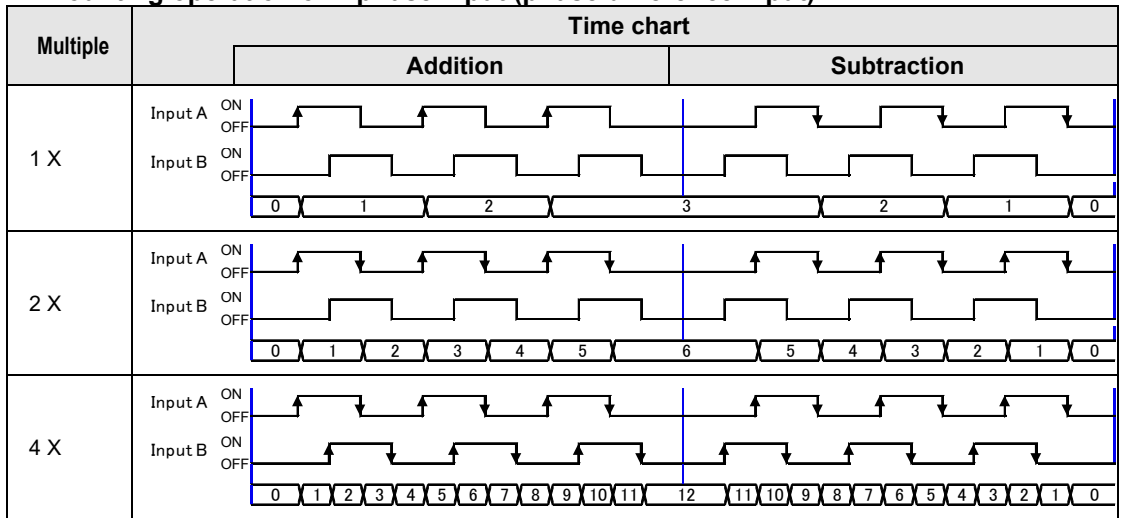 Multiple
Time chart
Addition
Subtraction
1 X
Input A ON
OFF
Input B ON
OFF
0 1 2 3 2 1 0
2 X
Input A ON
OFF
Input B ON
OFF
0 1 2 3 4 5 6 5 4 3 2 1 0
4 X
Input A ON
OFF
Input B ON
OFF
0 1 2 3 4 5 6 7 8 9 10 11 12 11 10 9 8 7 6 5 4 3 2 1 0